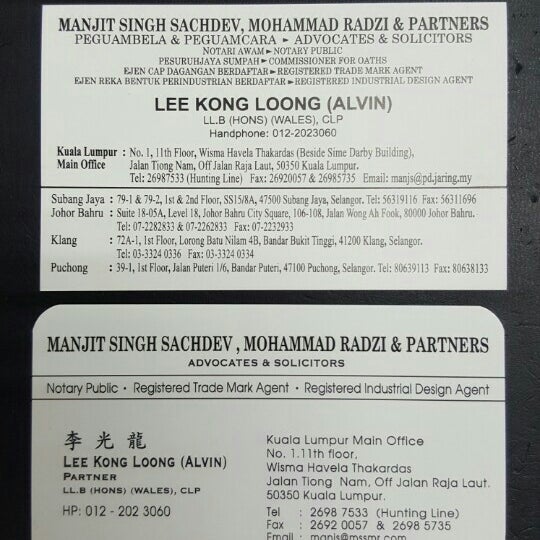 MANJIT SINGH SACHDEV, MOHAMMAD RADZI & PARTNERS
PEGUAMBELA & PEGUAMCARA ► ADVOCATES & SOLICITORS
NOTARI AWAM ► NOTARY PUBLIC
PESURUHJAYA SUMPAH ► COMMISSIONER FOR OATHS
EJEN CAP DAGANGAN BERDAFTAR ► REGISTERED TRADE MARK AGENT
EJEN REKA BENTUK PERINDUSTRIAN BERDAFTAR ► REGISTERED INDUSTRIAL DESIGN AGENT
LEE KONG LOONG (ALVIN)
LL.B (HONS) (WALES), CLP
Handphone: 012-2023060
Kuala Lumpur Main Office : No. 1, 11th Floor, Wisma Havela Thakardas (Beside Sime Darby Building),
Jalan Tiong Nam, Off Jalan Raja Laut, 50350 Kuala Lumpur.
Tel: 26987533 (Hunting Line) Fax: 26920057 & 26985735 Email: manjs@pd.jaring.my
Subang Jaya : 79-1 & 79-2, 1st & 2nd Floor, SS15/8A, 47500 Subang Jaya, Selangor. Tel: 56319116 Fax: 56311696
Johor Bahru : Suite 18-05A, Level 18, Johor Bahru City Square, 106-108, Jalan Wong Ah Fook, 80000 Johor Bahru.
Tel: 07-2282833 & 07-2262833 Fax: 07-2232933
Klang : 72A-1, 1st Floor, Lorong Batu Nilam 4B, Bandar Bukit Tinggi, 41200 Klang, Selangor.
Tel: 03-3324 0336 Fax: 03-3324 0334
Puchong : 39-1, 1st Floor, Jalan Puteri 1/6, Bandar Puteri, 47100 Puchong, Selangor. Tel: 80639113 Fax: 80638133
MANJIT SINGH SACHDEV, MOHAMMAD RADZI & PARTNERS
ADVOCATES & SOLICITORS
Notary Public • Registered Trade Mark Agent • Registered Industrial Design Agent
李光龍
LEE KONG LOONG (ALVIN)
PARTNER
LL.B (HONS) (WALES), CLP
HP: 012 - 202 3060
Kuala Lumpur Main Office
No. 1.11th floor,
Wisma Havela Thakardas
Jalan Tiong Nam, Off Jalan Raja Laut.
50350 Kuala Lumpur.
Tel : 2698 7533 (Hunting Line)
Fax : 2692 0057 & 2698 5735
Email : manjs@mssmr.com